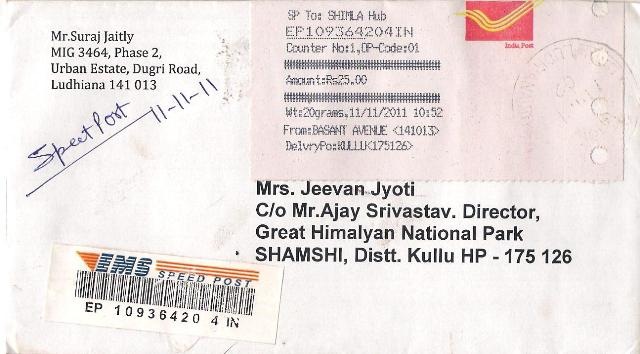 Mr.Suraj Jaitly
MIG 3464, Phase 2,
Urban Estate, Dugri Road,
Ludhiana 141 013
Speet Post 11-11-11
SP To: SHIMLA Hub
EP109364204IN
Counter No:1,OP-Code:01
Amount:Rs25.00
Wt:20grams,11/11/2011 10:52
From:BASANT AVENUE <141013>
DelvryPo:KULLU<175126>
India Post
Mrs. Jeevan Jyoti
C/o Mr.Ajay Srivastav. Director,
Great Himalyan National Park
SHAMSHI, Distt. Kullu HP - 175 126
EMS SPEED POST
EP 10936420 4 IN